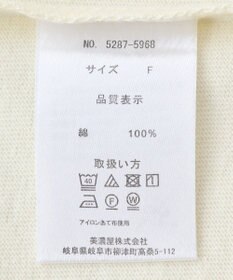 NO. 5287-5968
サイズ F
品質表示
綿 100%
取扱い方
40
F W
アイロンあて布使用
美濃屋株式会社
岐阜県岐阜市柳津町高桑5-112